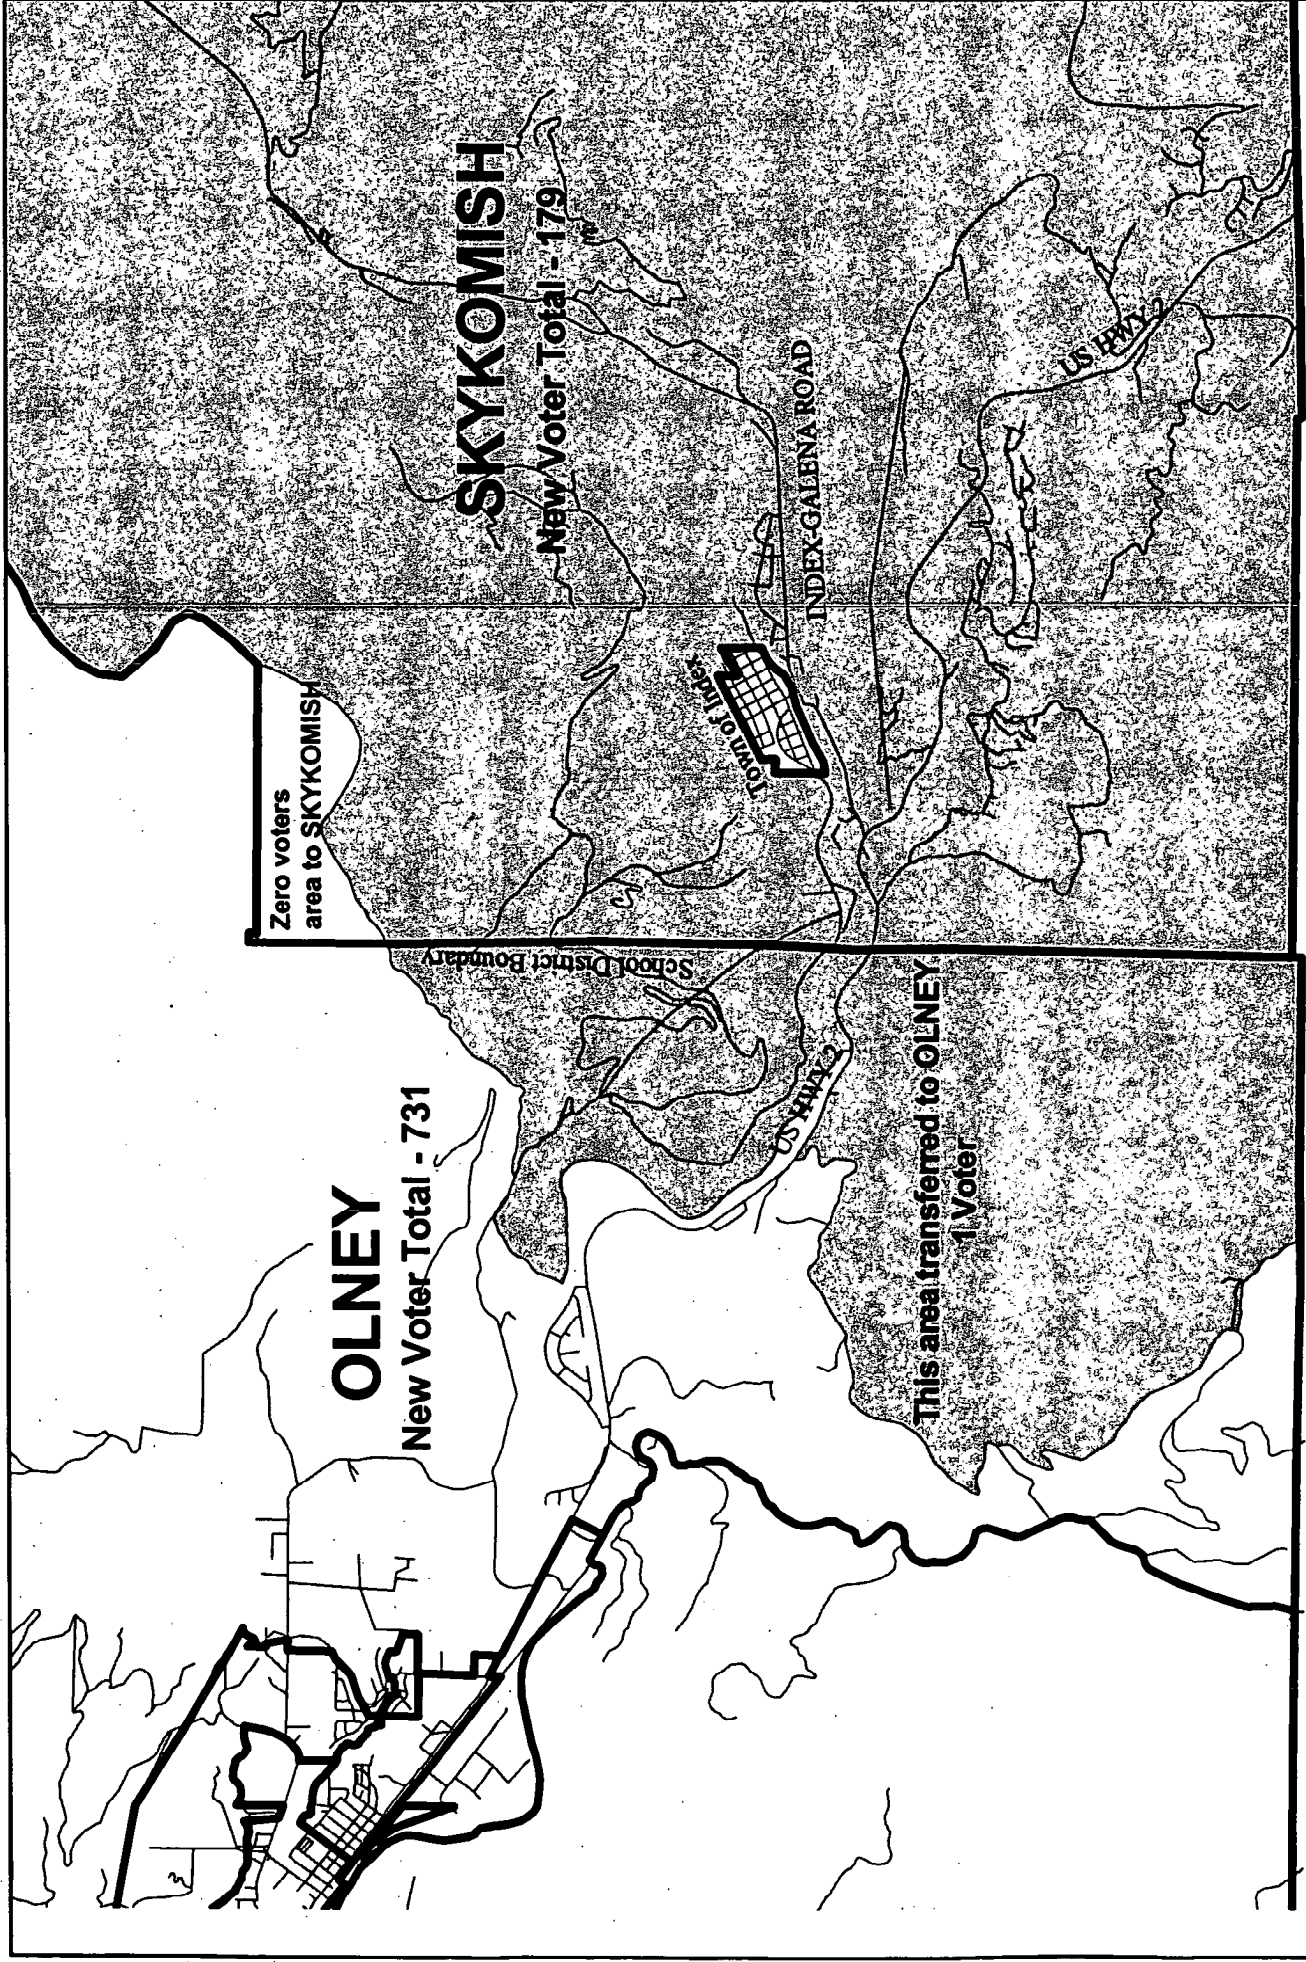 OLNEY
New Voter Total - 731
Zero voters
area to SKYKOMISH
SKYKOMISH
New Voter Total - 179
School District Boundary
Town of Index
INDEX-GALENA ROAD
US HWY 2
US HWY 2
This area transferred to OLNEY
1 Voter